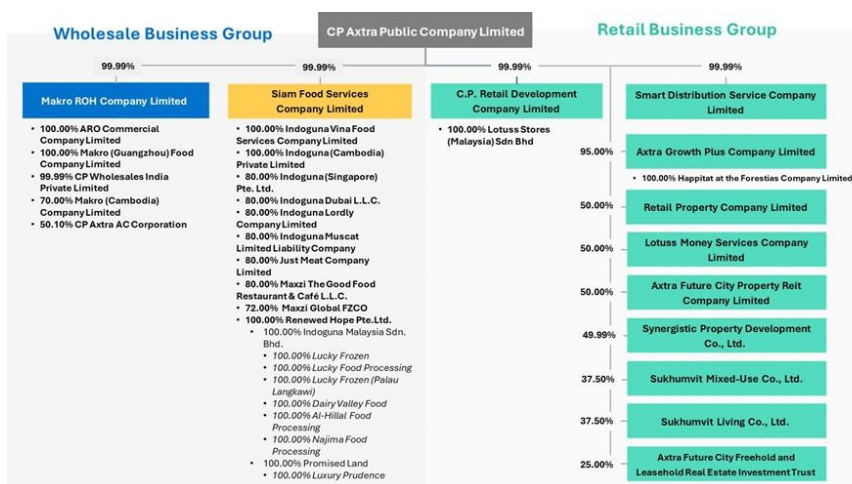 Wholesale Business Group
CP Axtra Public Company Limited
Retail Business Group
99.99%
99.99%
99.99%
99.99%
Makro ROH Company Limited
• 100.00% ARO Commercial
Company Limited
• 100.00% Makro (Guangzhou) Food
Company Limited
• 99.99% CP Wholesales India
Private Limited
• 70.00% Makro (Cambodia)
Company Limited
• 50.10% CP Axtra AC Corporation
Siam Food Services
Company Limited
• 100.00% Indoguna Vina Food
Services Company Limited
• 100.00% Indoguna (Cambodia)
Private Limited
• 80.00% Indoguna (Singapore)
Pte. Ltd.
• 80.00% Indoguna Dubai L.L.C.
• 80.00% Indoguna Lordly
Company Limited
• 80.00% Indoguna Muscat
Limited Liability Company
• 80.00% Just Meat Company
Limited
• 80.00% Maxzi The Good Food
Restaurant & Café L.L.C.
• 72.00% Maxzi Global FZCO
• 100.00% Renewed Hope Pte.Ltd.
• 100.00% Indoguna Malaysia Sdn.
Bhd.
• 100.00% Lucky Frozen
• 100.00% Lucky Food Processing
• 100.00% Lucky Frozen (Palau
Langkawi)
• 100.00% Dairy Valley Food
• 100.00% Al-Hillal Food
Processing
• 100.00% Najima Food
Processing
• 100.00% Promised Land
• 100.00% Luxury Prudence
C.P. Retail Development
Company Limited
• 100.00% Lotuss Stores
(Malaysia) Sdn Bhd
Smart Distribution Service Company
Limited
95.00%
Axtra Growth Plus Company Limited
• 100.00% Happitat at the Forestias Company Limited
50.00%
Retail Property Company Limited
50.00%
Lotuss Money Services Company
Limited
50.00%
Axtra Future City Property Reit
Company Limited
49.99%
Synergistic Property Development
Co., Ltd.
37.50%
Sukhumvit Mixed-Use Co., Ltd.
37.50%
Sukhumvit Living Co., Ltd.
25.00%
Axtra Future City Freehold and
Leasehold Real Estate Investment Trust